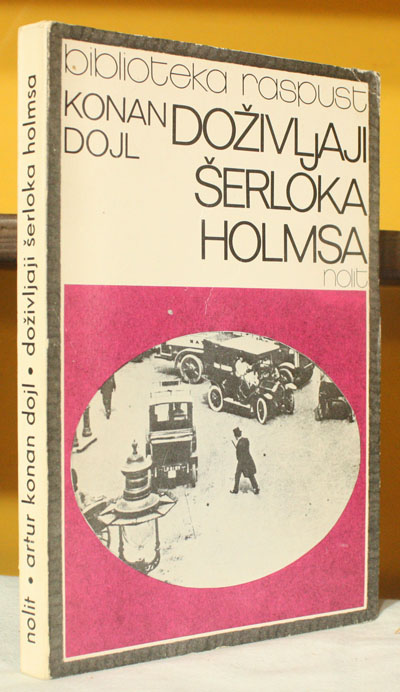 biblioteka raspust
KONAN
DOJL
DOŽIVLJAJI
ŠERLOKA
HOLMSA
nolit
nolit • artur konan dojl • doživljaji šerloka holmsa